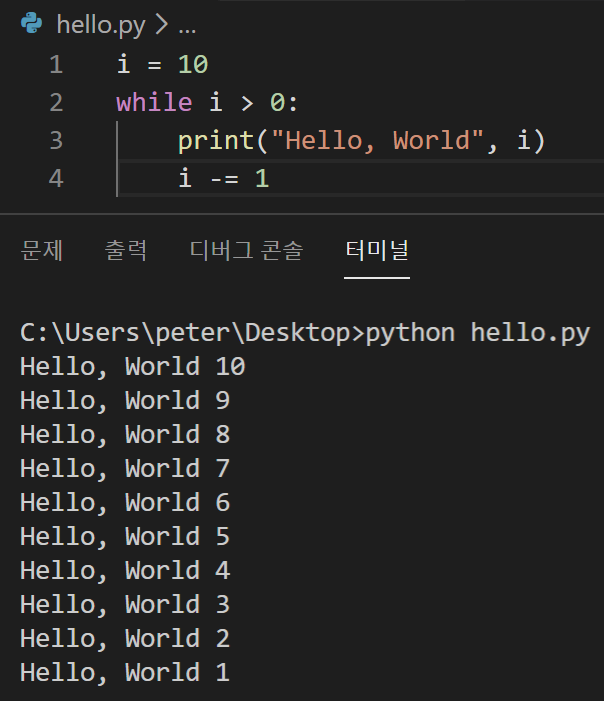 hello.py > ...
1 i = 10
2 while i > 0:
3     print("Hello, World", i)
4     i -= 1
문제 출력 디버그 콘솔 터미널
C:\Users\peter\Desktop>python hello.py
Hello, World 10
Hello, World 9
Hello, World 8
Hello, World 7
Hello, World 6
Hello, World 5
Hello, World 4
Hello, World 3
Hello, World 2
Hello, World 1